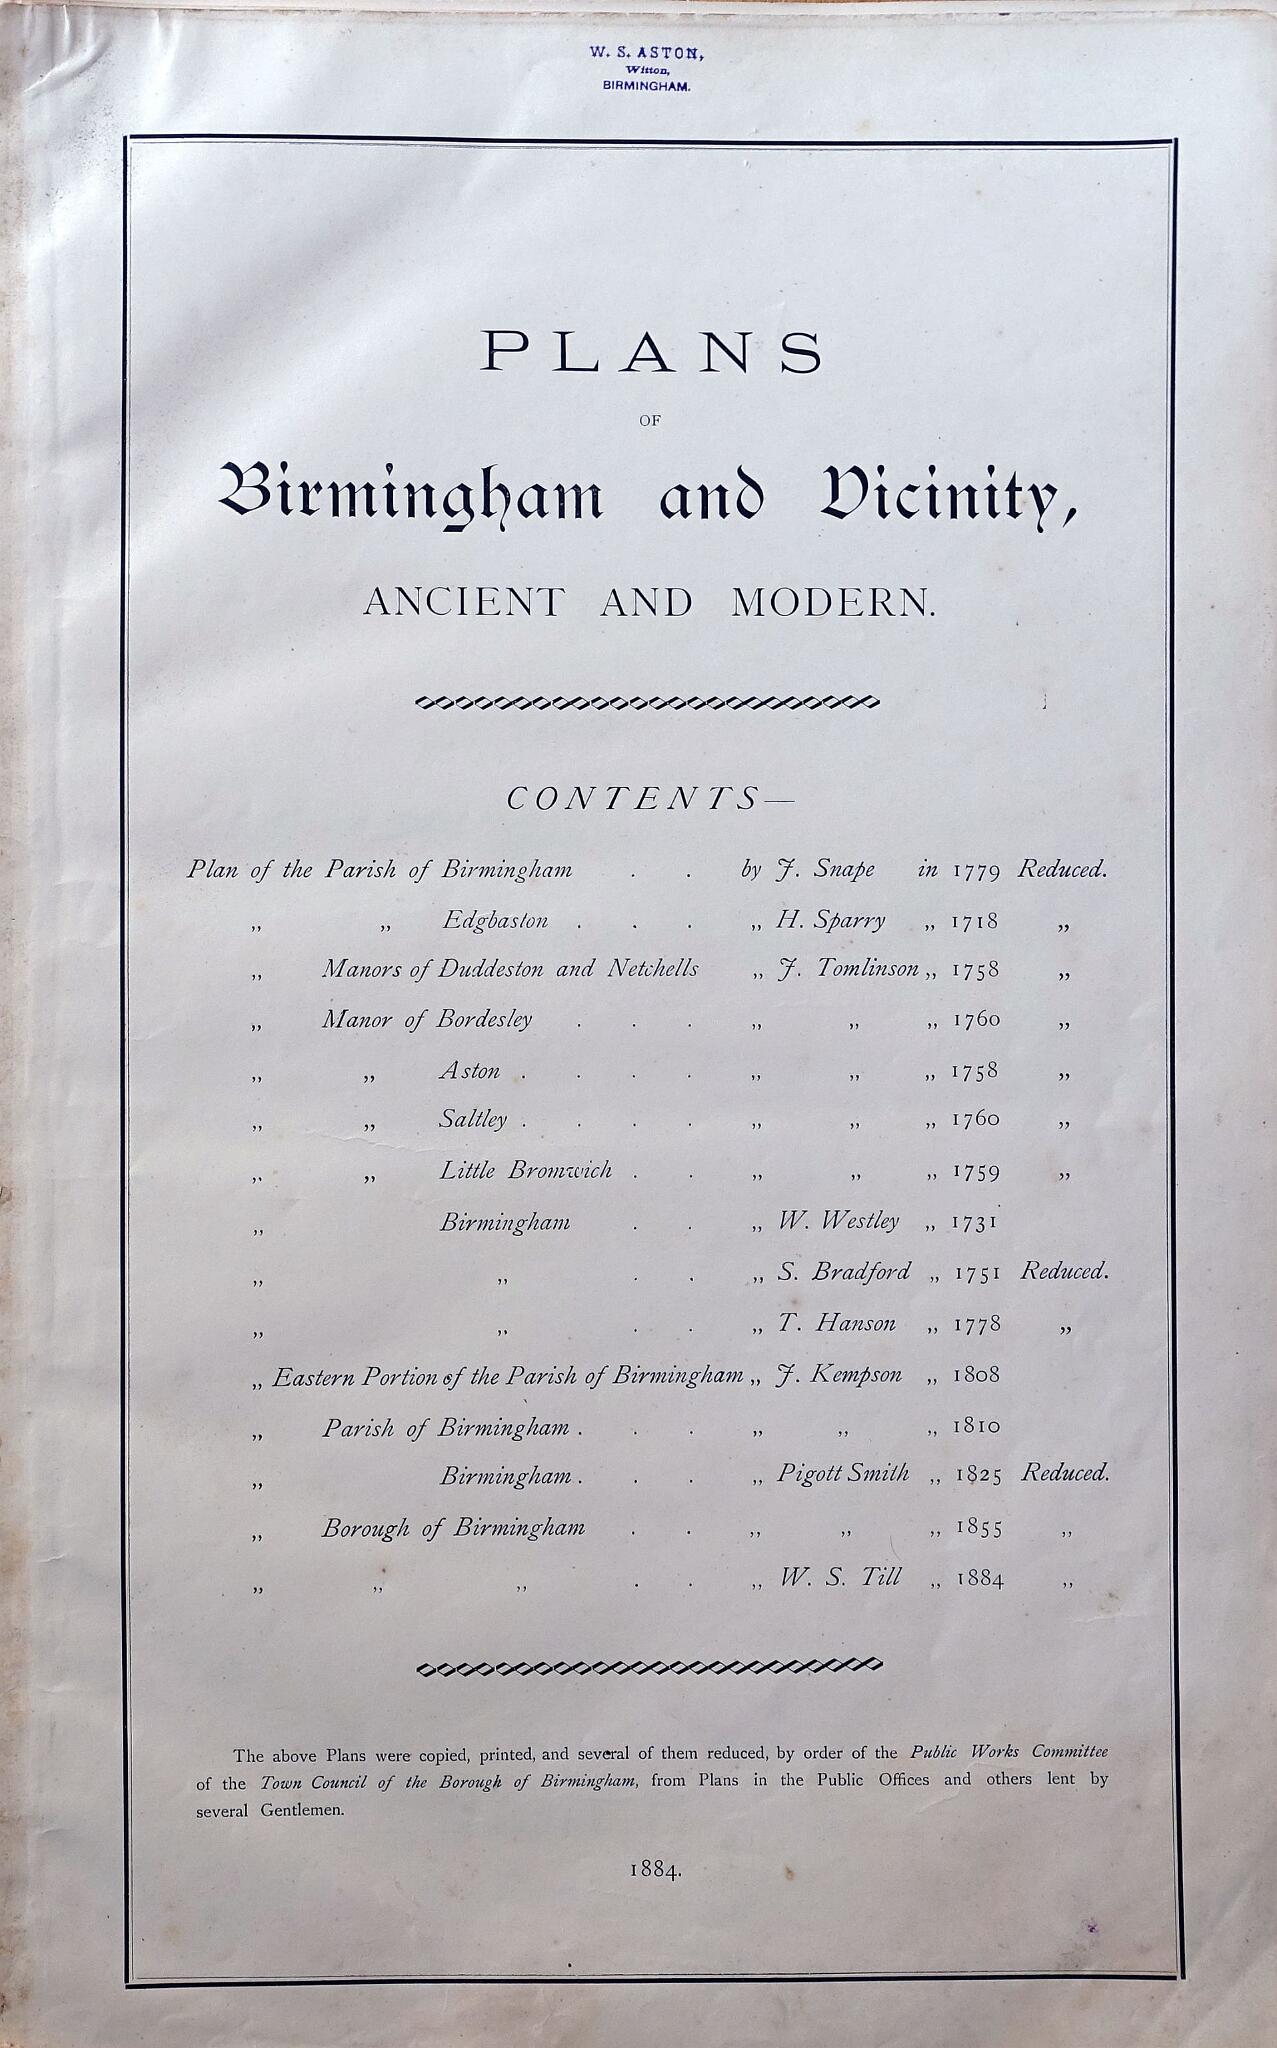 W. S. ASTON,
Witton,
BIRMINGHAM.
PLANS
OF
Birmingham and Vicinity,
ANCIENT AND MODERN.
CONTENTS—
Plan of the Parish of Birmingham . . by J. Snape in 1779 Reduced.
„ „ Edgbaston . . . „ H. Sparry „ 1718 „
„ Manors of Duddeston and Netchells „ J. Tomlinson „ 1758 „
„ Manor of Bordesley . . . „ „ „ 1760 „
„ „ Aston . . . . „ „ „ 1758 „
„ „ Saltley . . . . „ „ „ 1760 „
„ „ Little Bromwich . . „ „ „ 1759 „
„ Birmingham . . „ W. Westley „ 1731
„ „ . . „ S. Bradford „ 1751 Reduced.
„ „ . . „ T. Hanson „ 1778 „
„ Eastern Portion of the Parish of Birmingham „ J. Kempson „ 1808
„ Parish of Birmingham . . . „ „ „ 1810
„ Birmingham . . . „ Pigott Smith „ 1825 Reduced.
„ Borough of Birmingham . . „ „ „ 1855 „
„ „ „ . . „ W. S. Till „ 1884 „
The above Plans were copied, printed, and several of them reduced, by order of the Public Works Committee
of the Town Council of the Borough of Birmingham, from Plans in the Public Offices and others lent by
several Gentlemen.
1884.